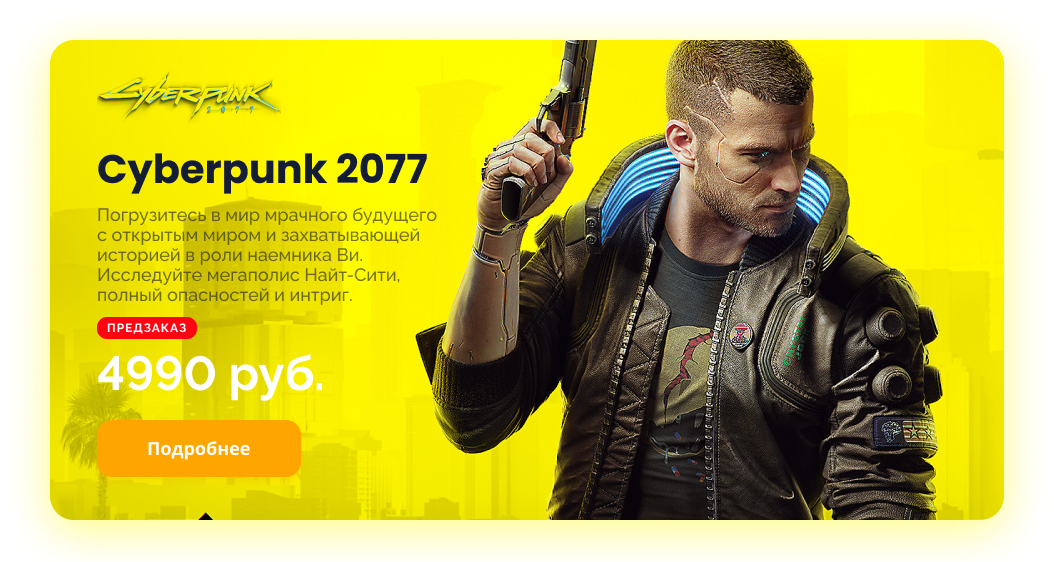 Cyberpunk
2077
Cyberpunk 2077
Погрузитесь в мир мрачного будущего
с открытым миром и захватывающей
историей в роли наемника Ви.
Исследуйте мегаполис Найт-Сити,
полный опасностей и интриг.
ПРЕДЗАКАЗ
4990 руб.
Подробнее